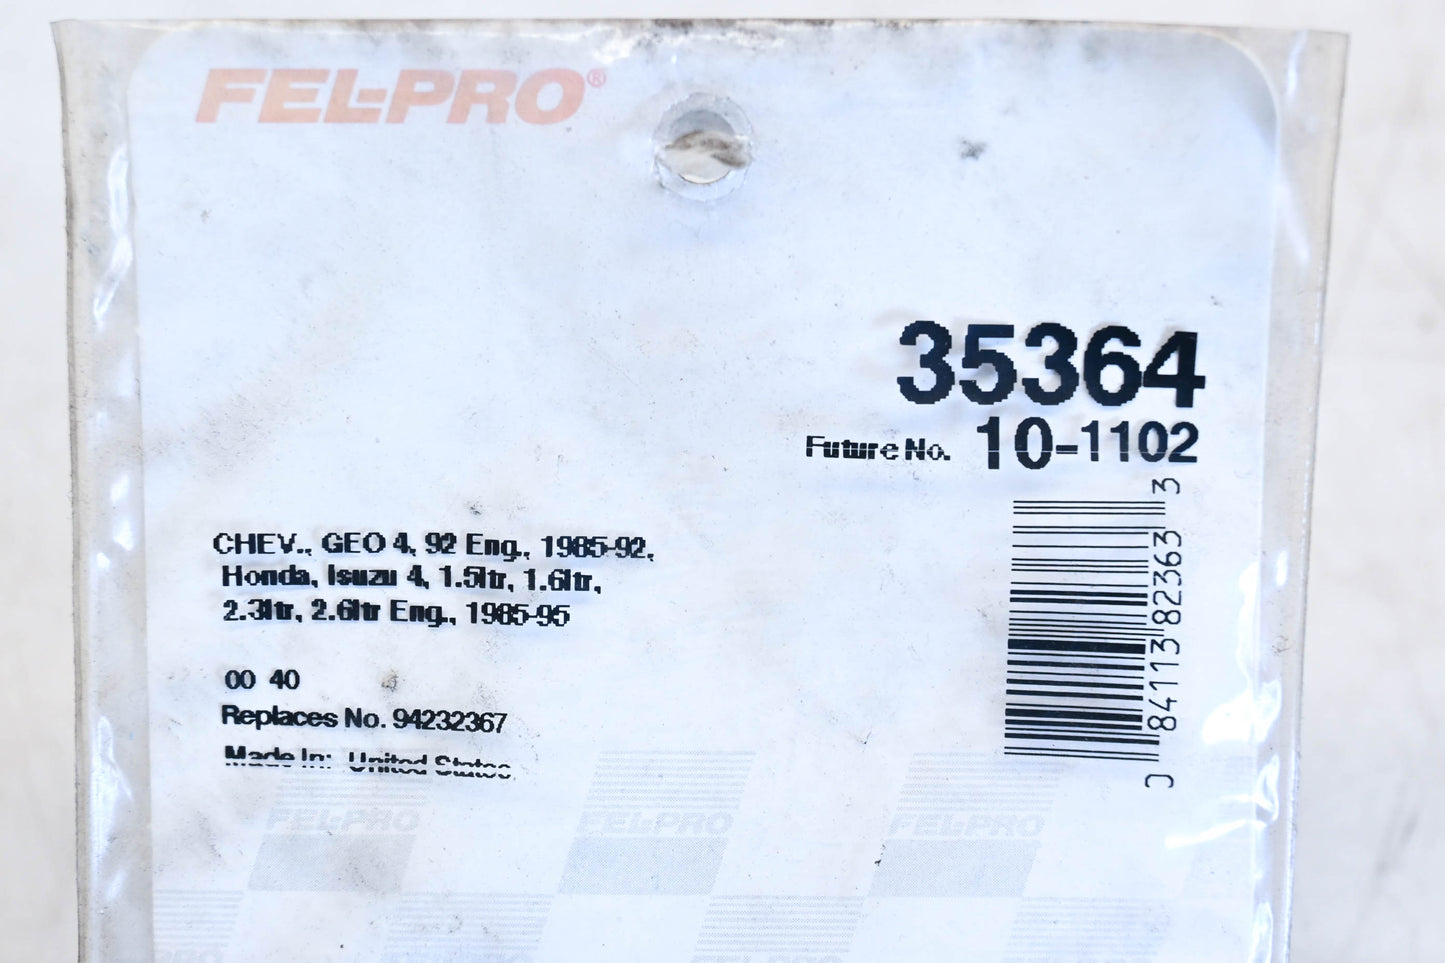 FEL-PRO®
35364
Future No. 10-1102
CHEV., GEO 4, 92 Eng., 1985-92,
Honda, Isuzu 4, 1.5ltr, 1.6ltr,
2.3ltr, 2.6ltr Eng., 1985-95
00 40
Replaces No. 94232367
Made In: United States
0 84113 82363 3
FEL-PRO FEL-PRO FEL-PRO